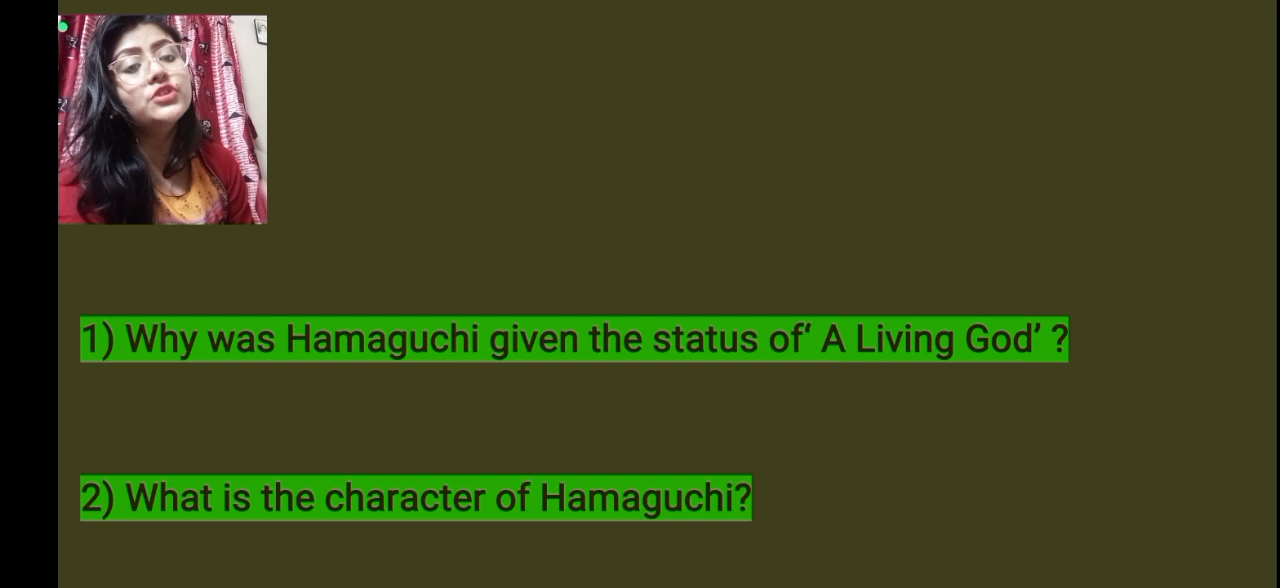 1) Why was Hamaguchi given the status of‘ A Living God’ ?
2) What is the character of Hamaguchi?